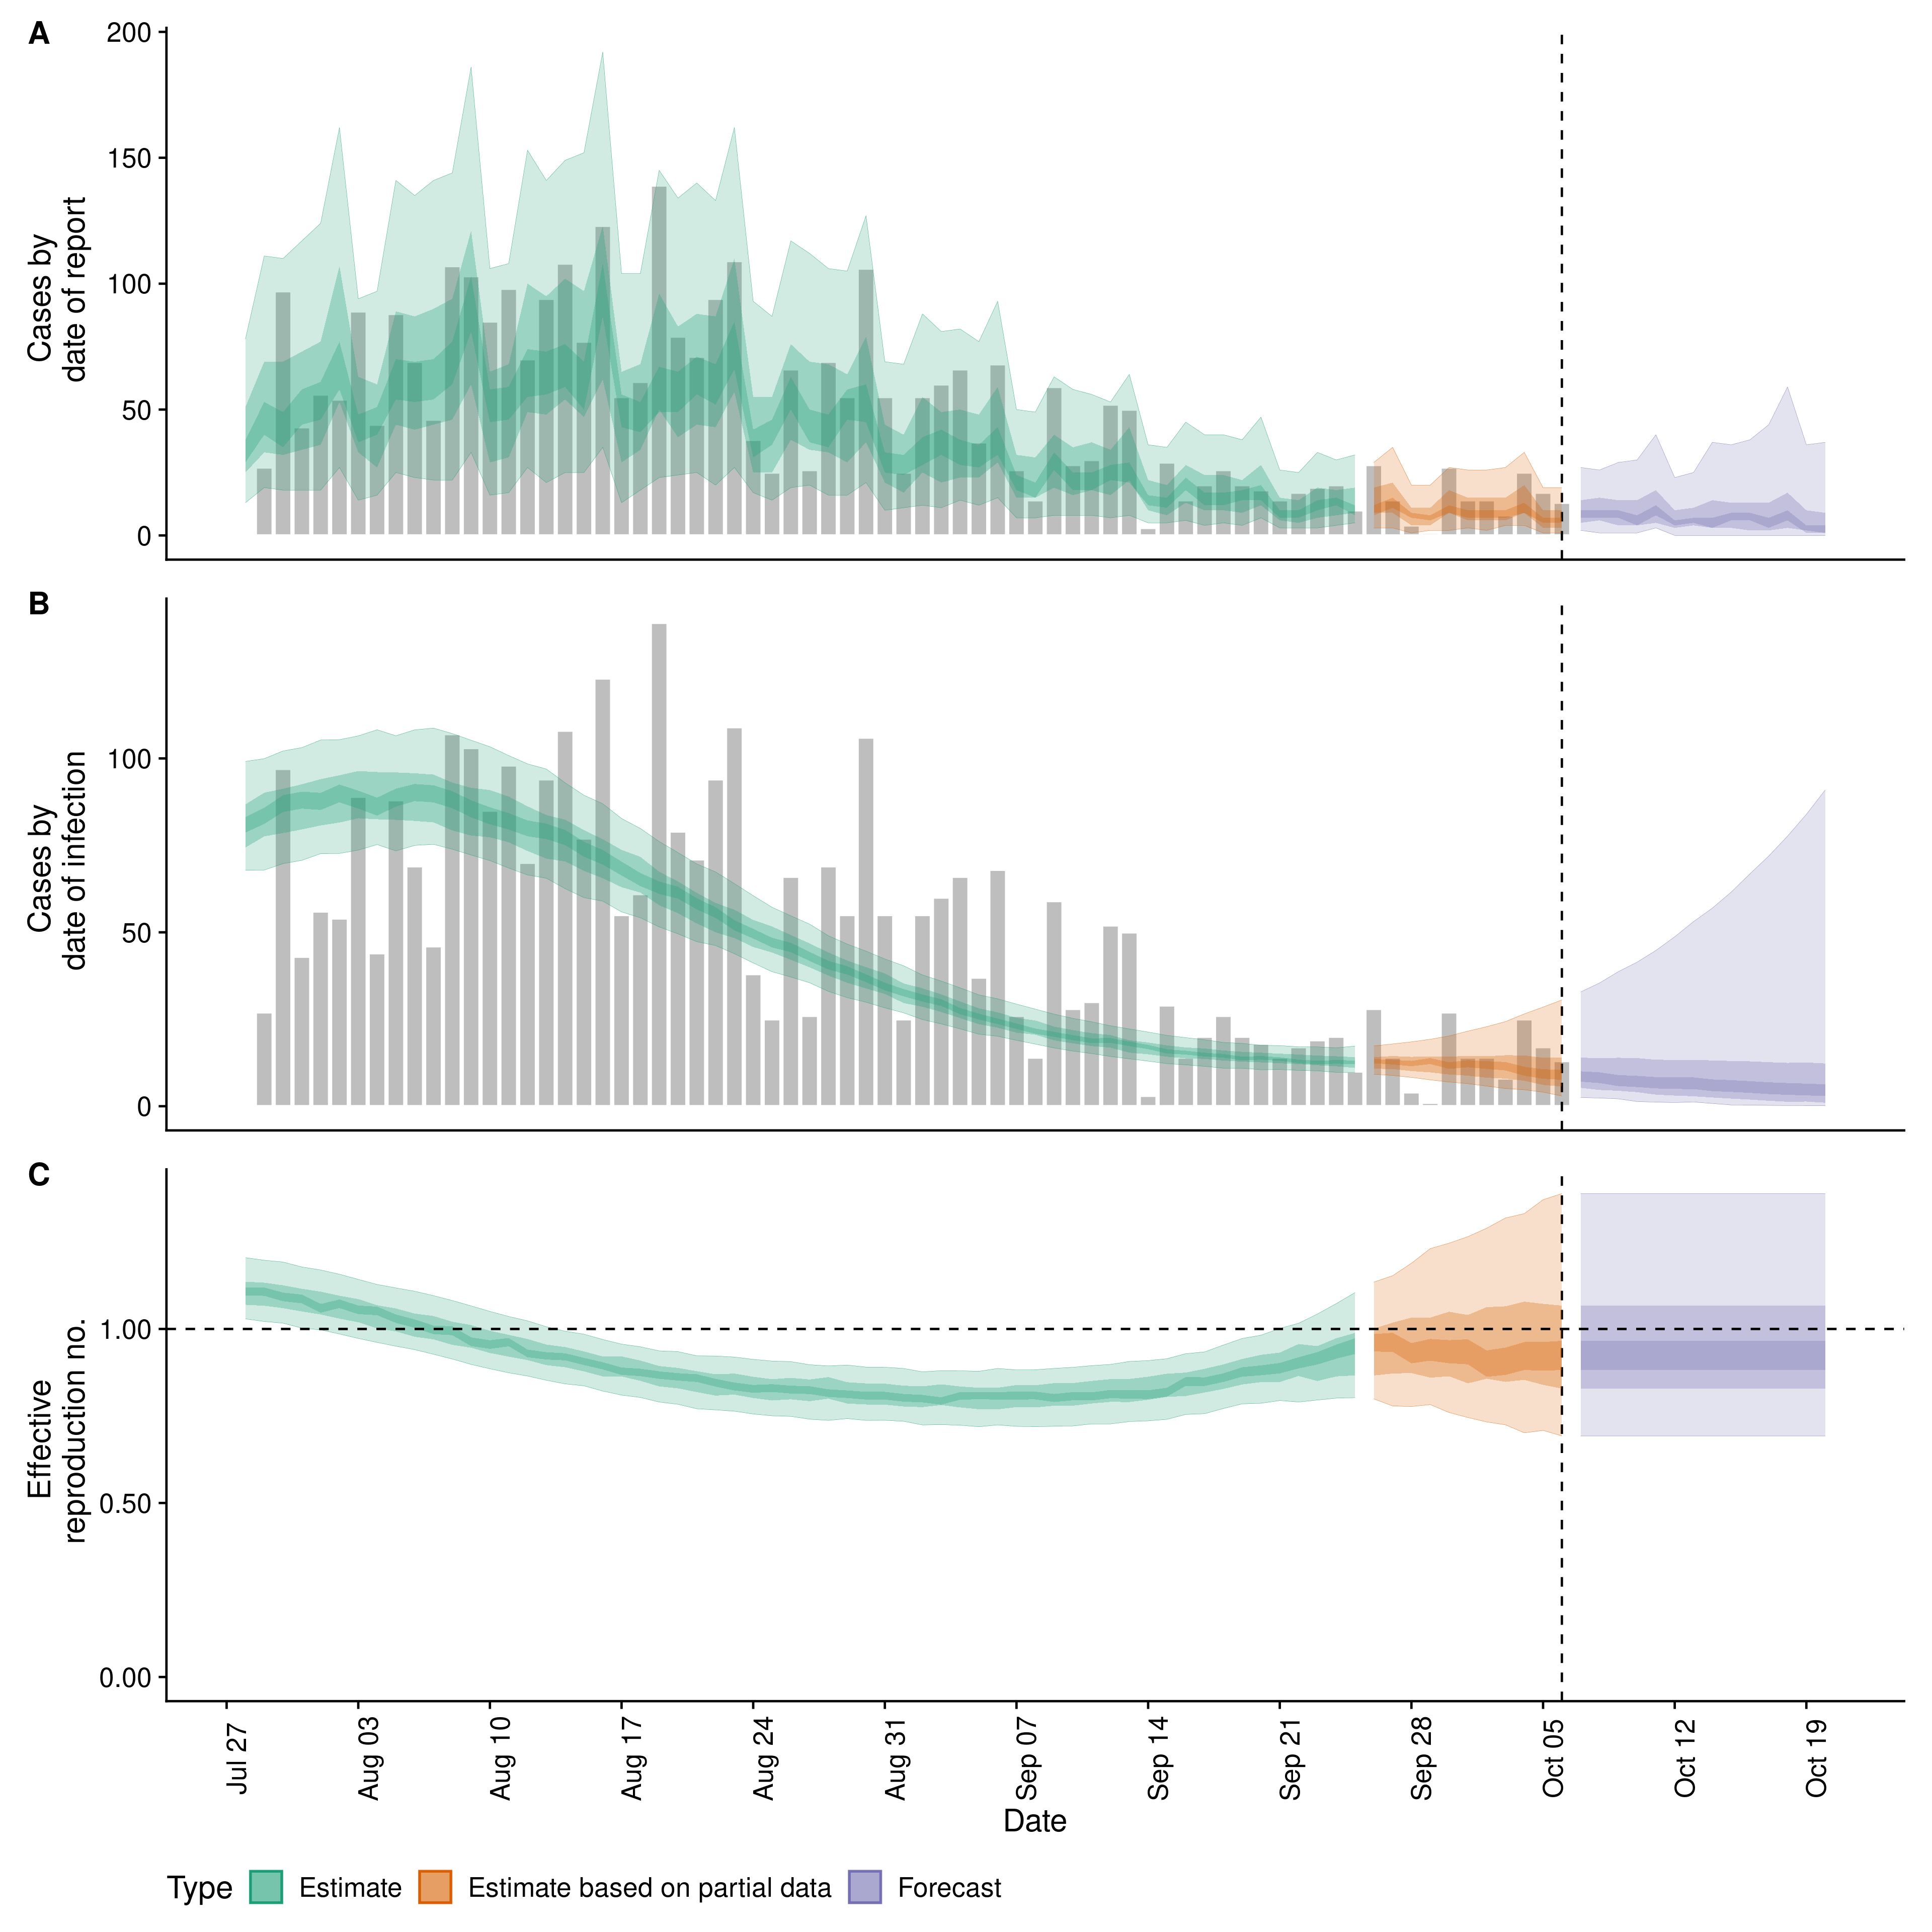 A
Cases by
date of report
200
150
100
50
0
B
Cases by
date of infection
100
50
0
C
Effective
reproduction no.
1.00
0.50
0.00
Jul 27
Aug 03
Aug 10
Aug 17
Aug 24
Aug 31
Sep 07
Sep 14
Sep 21
Sep 28
Oct 05
Oct 12
Oct 19
Date
Type Estimate Estimate based on partial data Forecast